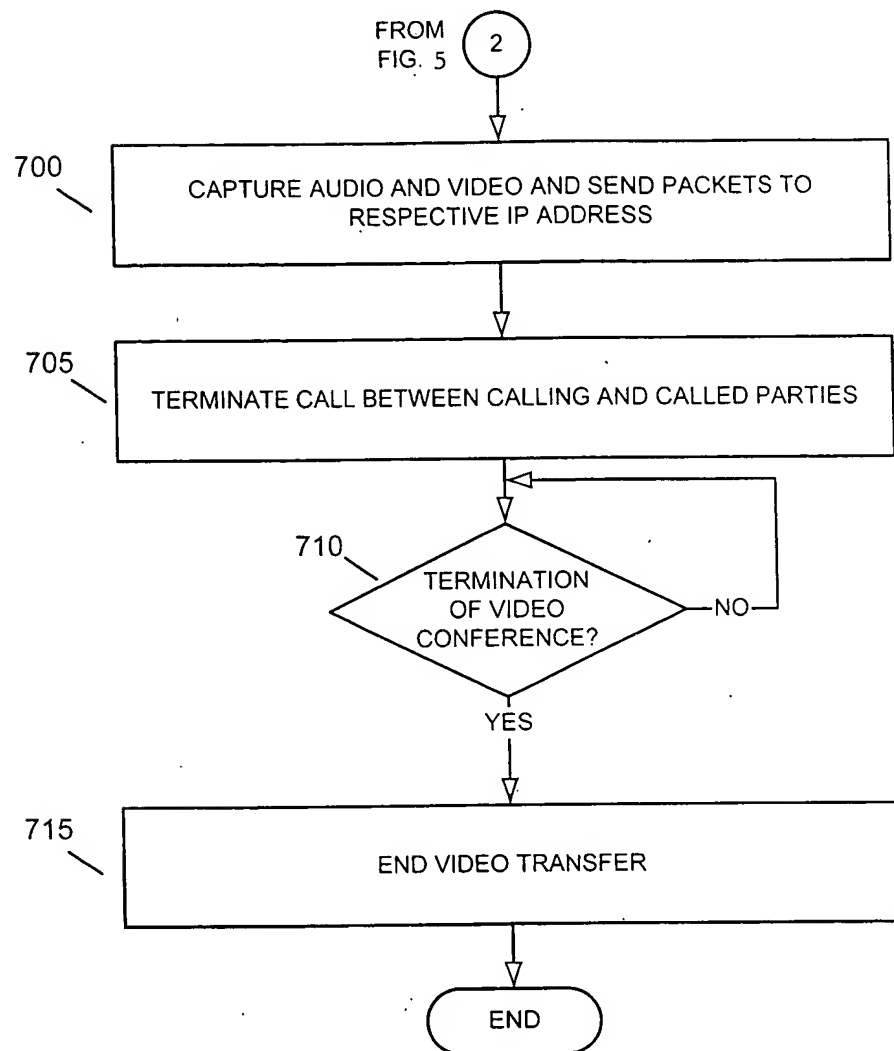 FROM
FIG. 5
2
700
CAPTURE AUDIO AND VIDEO AND SEND PACKETS TO
RESPECTIVE IP ADDRESS
705
TERMINATE CALL BETWEEN CALLING AND CALLED PARTIES
710
TERMINATION
OF VIDEO
CONFERENCE?
NO
YES
715
END VIDEO TRANSFER
END